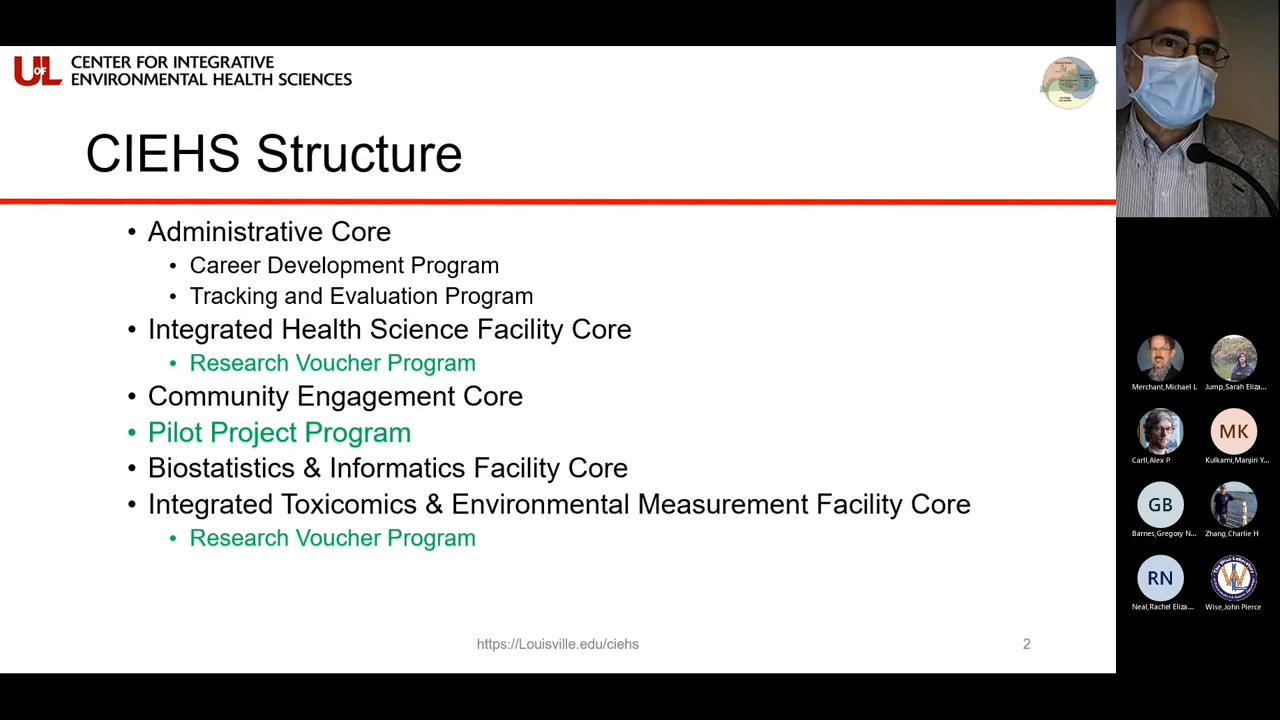 UofL
CENTER FOR INTEGRATIVE
ENVIRONMENTAL HEALTH SCIENCES
CIEHS Structure
• Administrative Core
• Career Development Program
• Tracking and Evaluation Program
• Integrated Health Science Facility Core
• Research Voucher Program
• Community Engagement Core
• Pilot Project Program
• Biostatistics & Informatics Facility Core
• Integrated Toxicomics & Environmental Measurement Facility Core
• Research Voucher Program
https://Louisville.edu/ciehs
2
Merchant,Michael L
Jump,Sarah Eliza...
Carll,Alex P
MK
Kulkarni,Manjiri Y...
GB
Barnes,Gregory N...
Zhang,Charlie H
RN
Neal,Rachel Eliza...
Wise,John Pierce